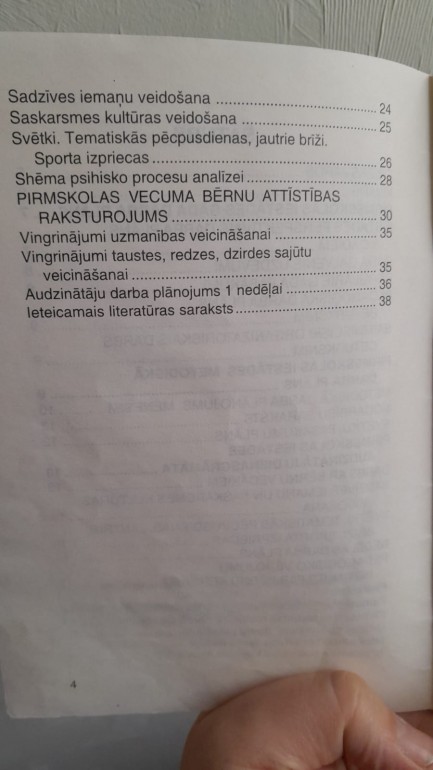 Sadzīves iemaņu veidošana ........................... 24
Saskarsmes kultūras veidošana ........................ 25
Svētki. Tematiskās pēcpusdienas, jautrie brīži.
Sporta izpriecas ...................................... 26
Shēma psihisko procesu analīzei ....................... 28
PIRMSKOLAS VECUMA BĒRNU ATTĪSTĪBAS
RAKSTUROJUMS .................................... 30
Vingrinājumi uzmanības veicināšanai ................... 35
Vingrinājumi taustes, redzes, dzirdes sajūtu
veicināšanai .......................................... 35
Audzinātāju darba plānojums 1 nedēļai ................ 36
Ieteicamais literatūras saraksts ........................ 38
4